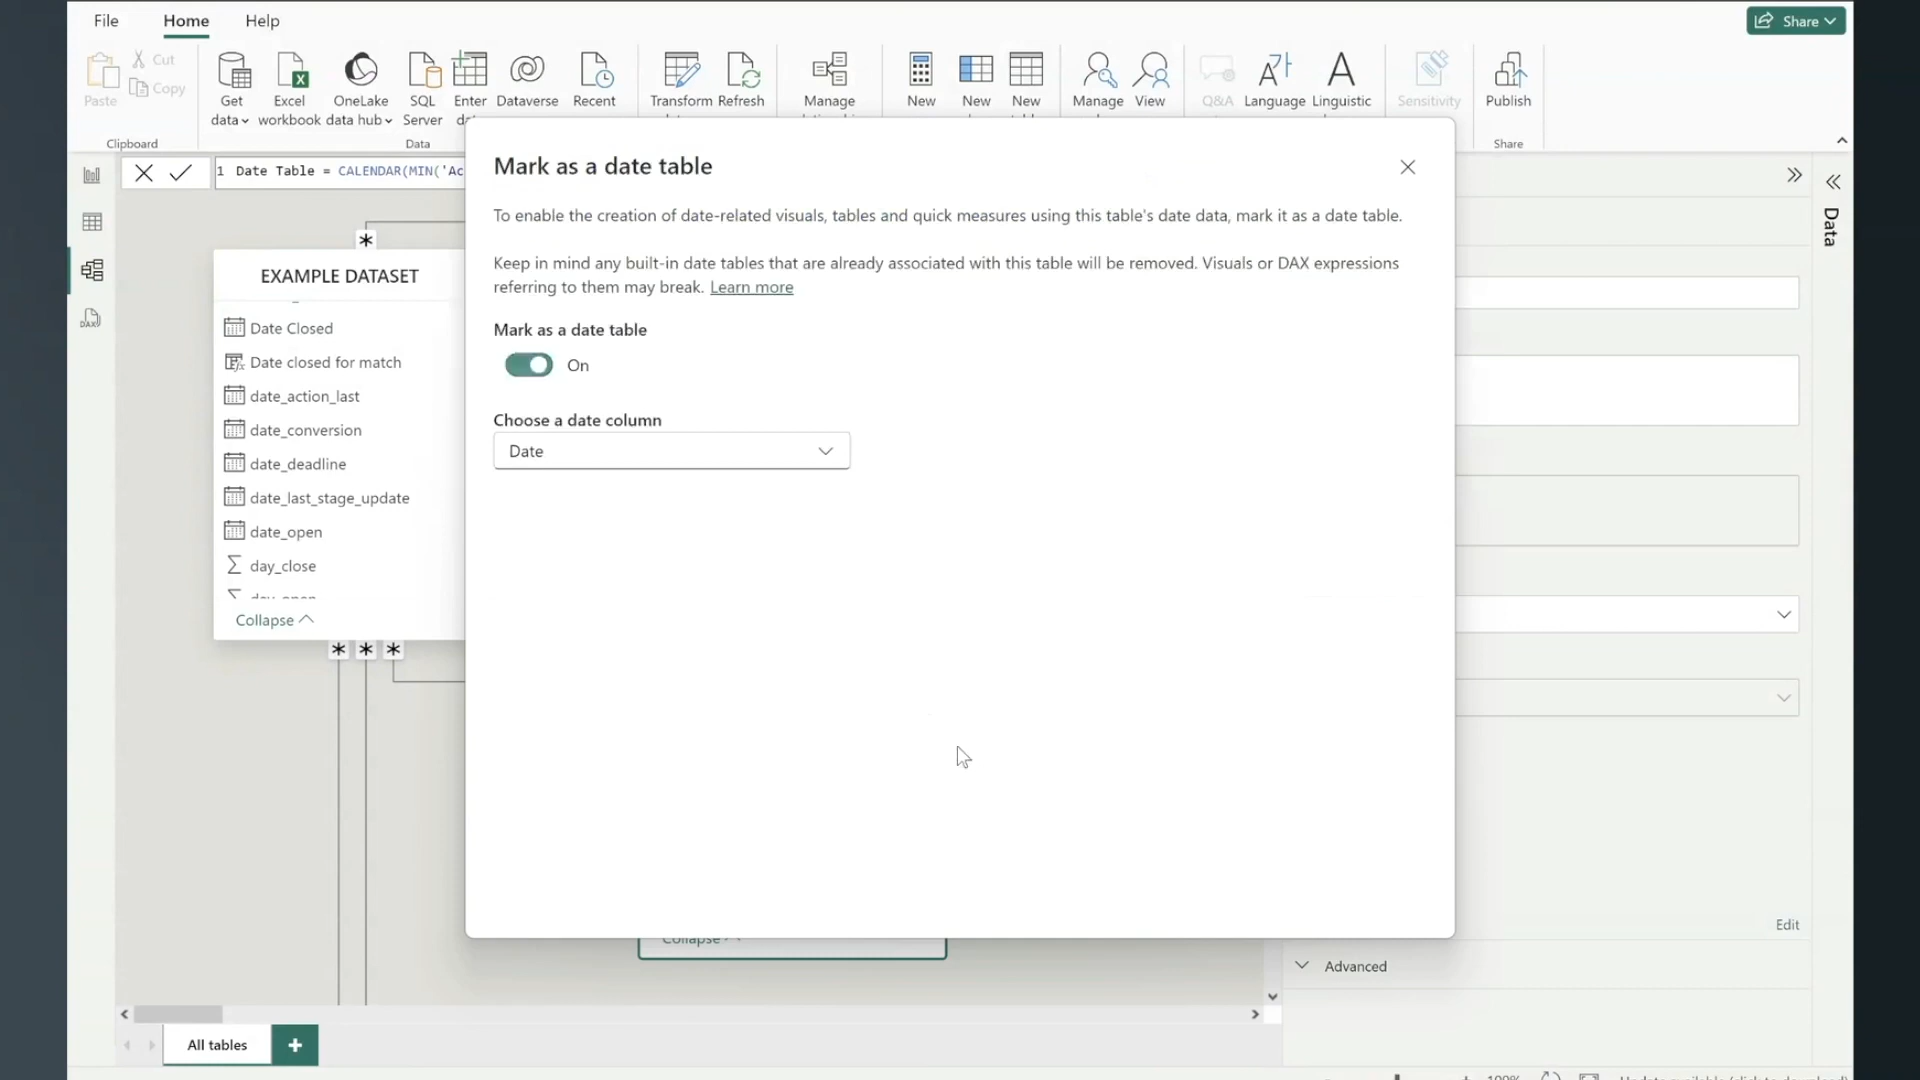 File Home Help
Share
Cut
Copy
Paste
Get data
Excel workbook
OneLake data hub
SQL Server
Enter
Dataverse
Recent
Transform
Refresh
Manage
New
New
New
Manage
View
Q&A
Language
Linguistic
Sensitivity
Publish
Clipboard
Data
Share
1 Date Table = CALENDAR(MIN('Ac
Data
EXAMPLE DATASET
Date Closed
Date closed for match
date_action_last
date_conversion
date_deadline
date_last_stage_update
date_open
day_close
Collapse
Mark as a date table
To enable the creation of date-related visuals, tables and quick measures using this table's date data, mark it as a date table.
Keep in mind any built-in date tables that are already associated with this table will be removed. Visuals or DAX expressions
referring to them may break. Learn more
Mark as a date table
On
Choose a date column
Date
Collapse
Edit
Advanced
All tables